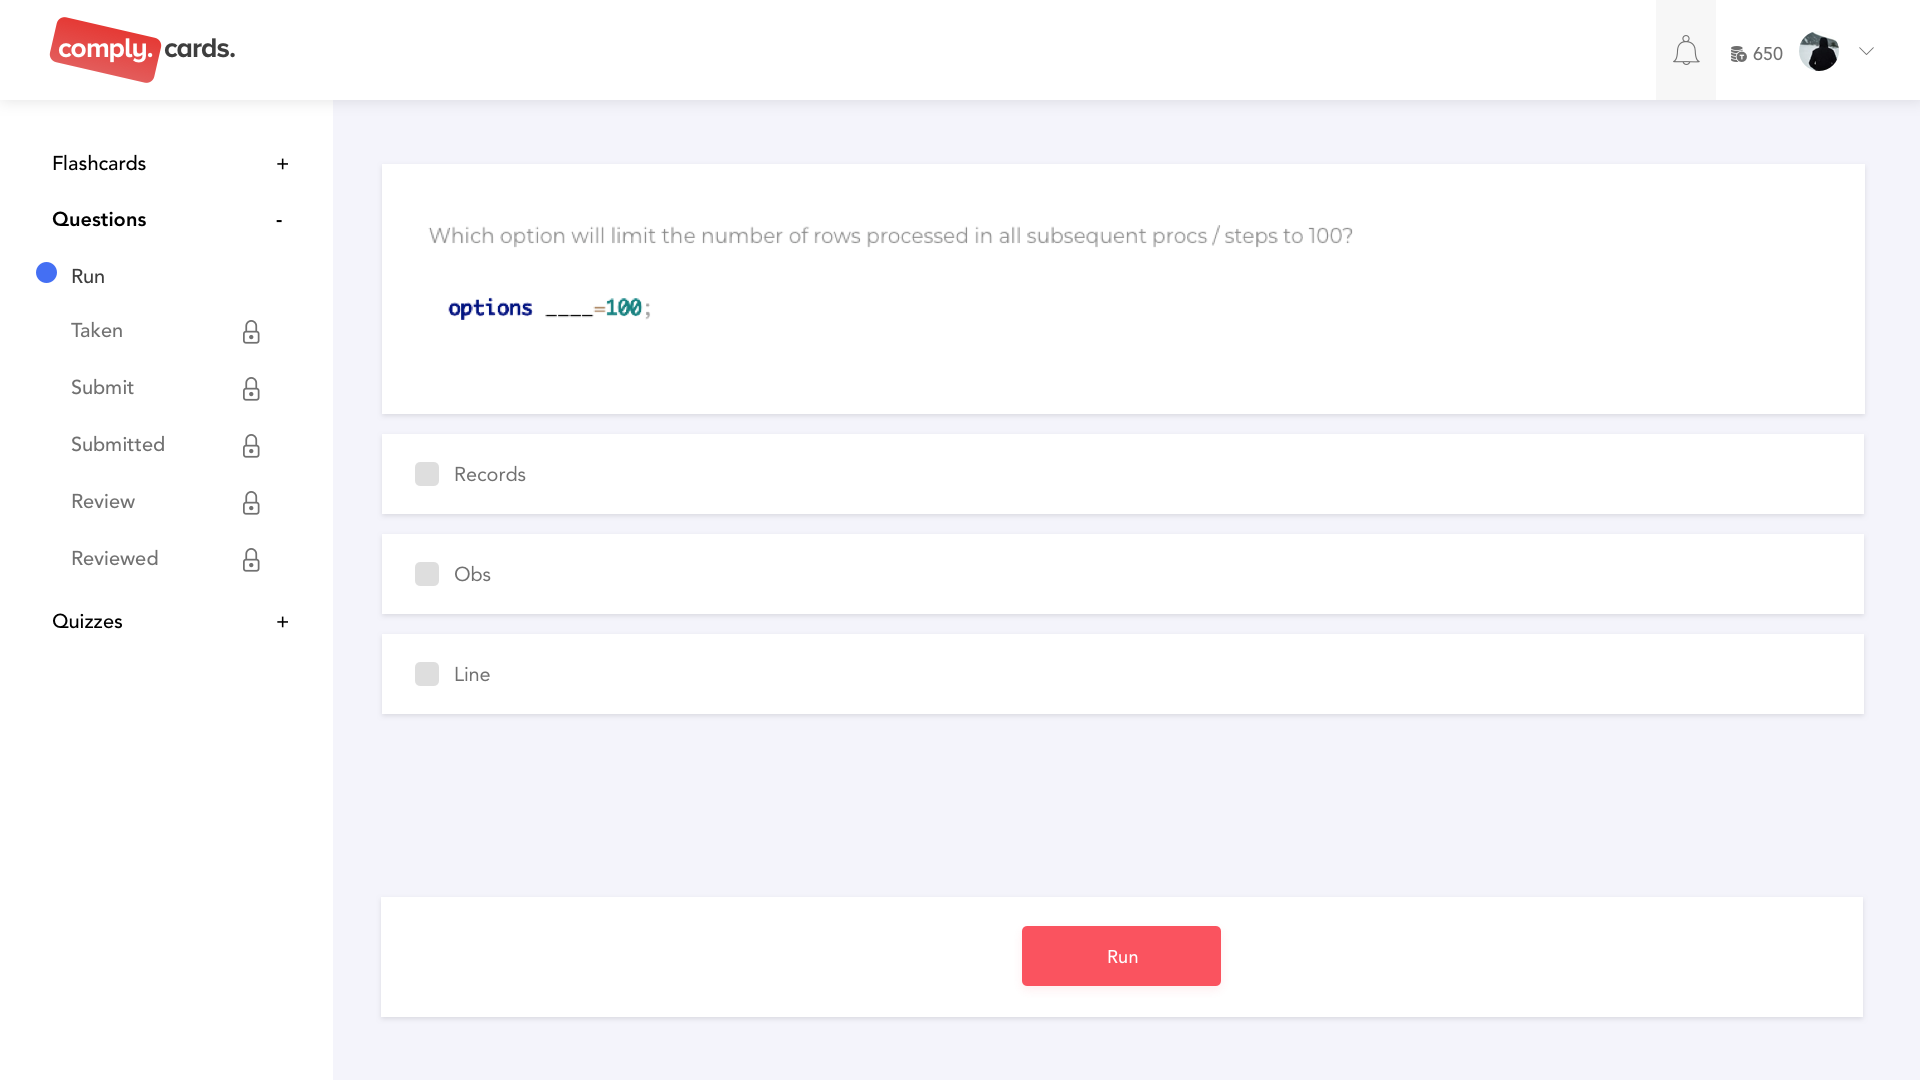 comply. cards.
650
Flashcards +
Questions -
Run
Taken
Submit
Submitted
Review
Reviewed
Quizzes +
Which option will limit the number of rows processed in all subsequent procs / steps to 100?
options ____=100;
Records
Obs
Line
Run